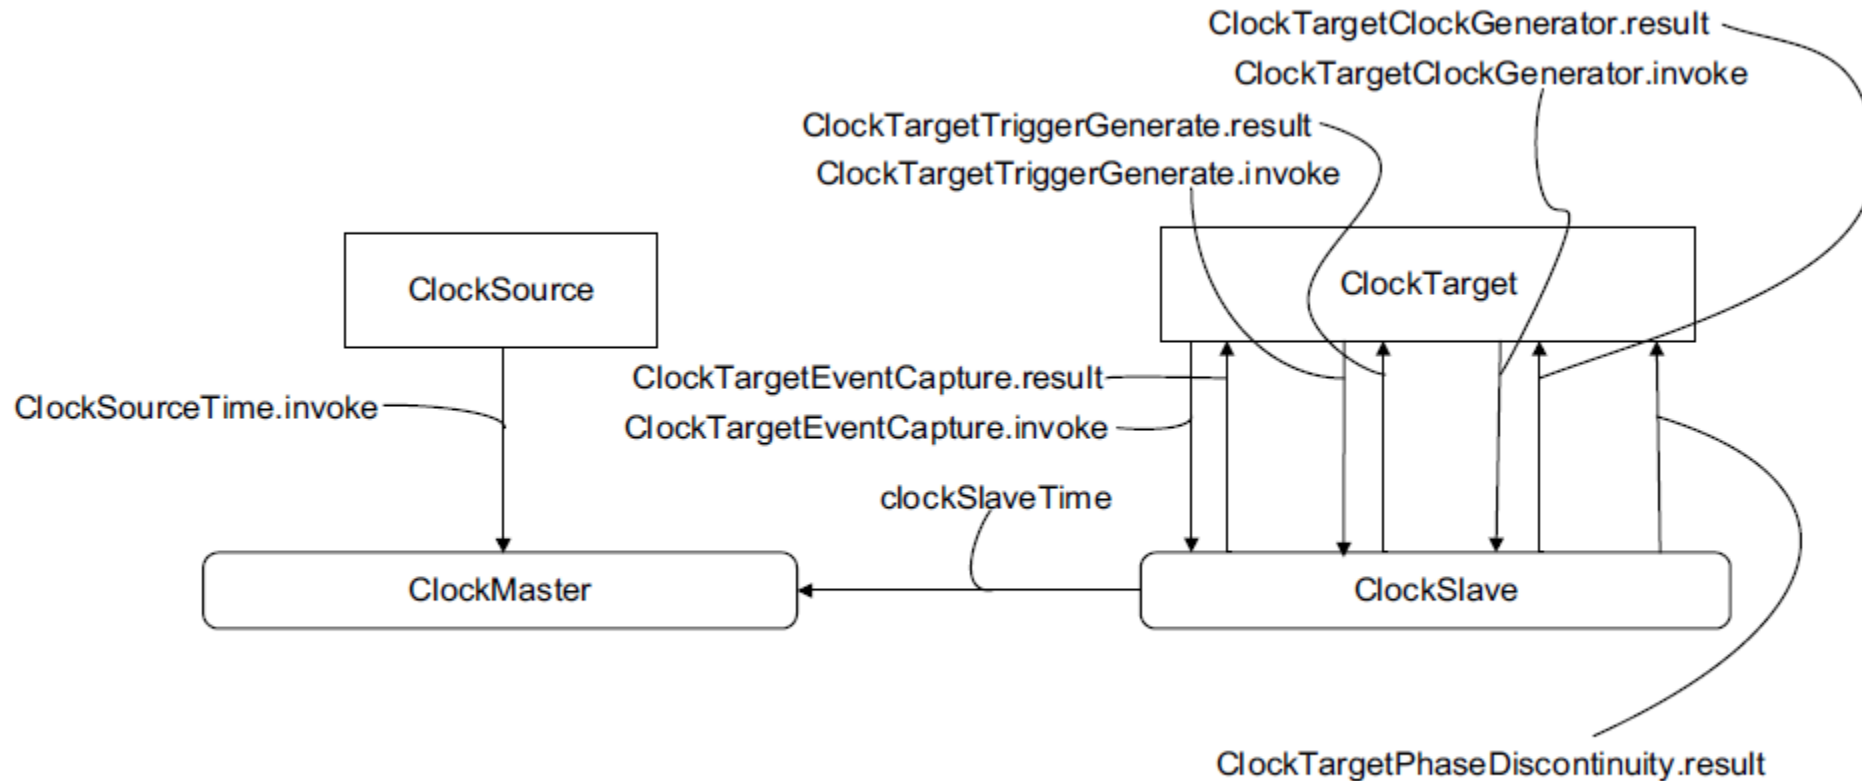 ClockTargetClockGenerator.result
ClockTargetClockGenerator.invoke
ClockTargetTriggerGenerate.result
ClockTargetTriggerGenerate.invoke
ClockSource
ClockTarget
ClockTargetEventCapture.result
ClockSourceTime.invoke
ClockTargetEventCapture.invoke
clockSlaveTime
ClockMaster
ClockSlave
ClockTargetPhaseDiscontinuity.result